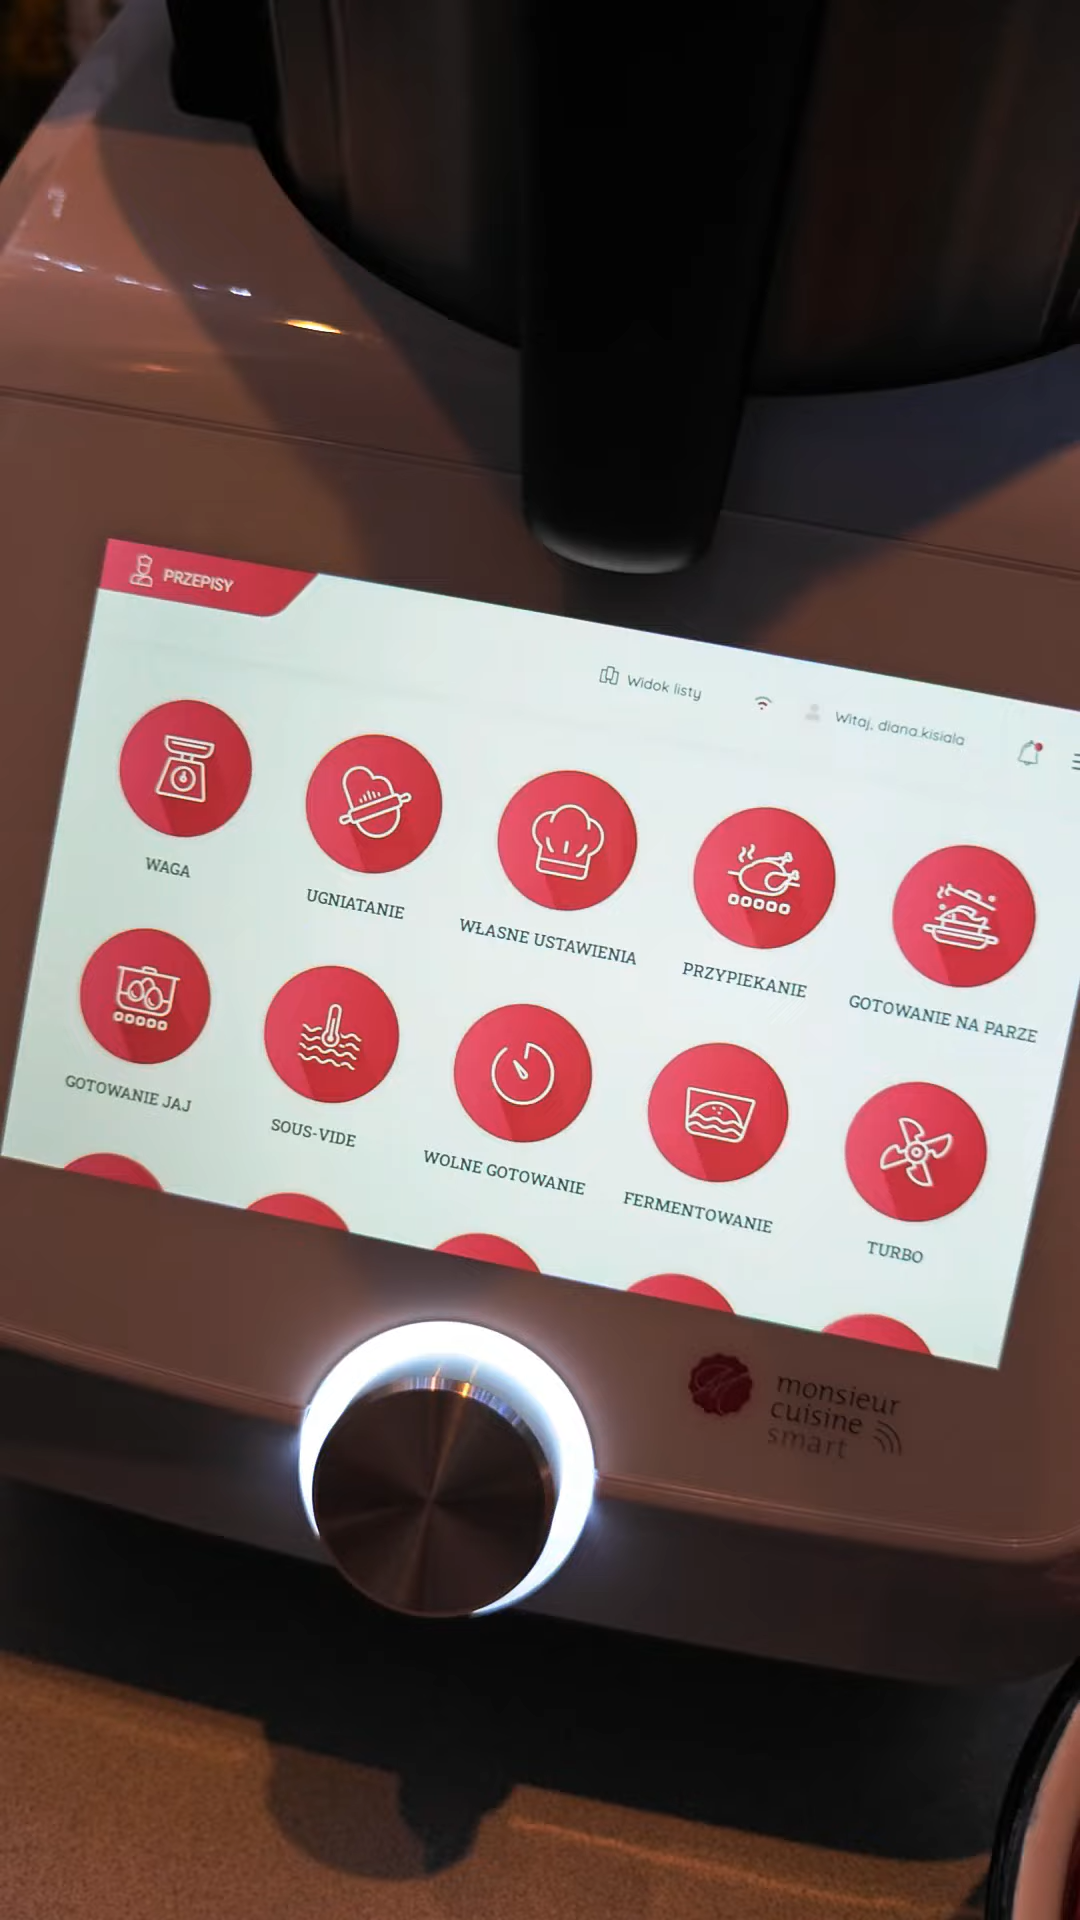 PRZEPISY
Widok listy
Witaj, diana.kisiala
WAGA
UGNIATANIE
WŁASNE USTAWIENIA
PRZYPIEKANIE
GOTOWANIE NA PARZE
GOTOWANIE JAJ
SOUS-VIDE
WOLNE GOTOWANIE
FERMENTOWANIE
TURBO
monsieur
cuisine
smart